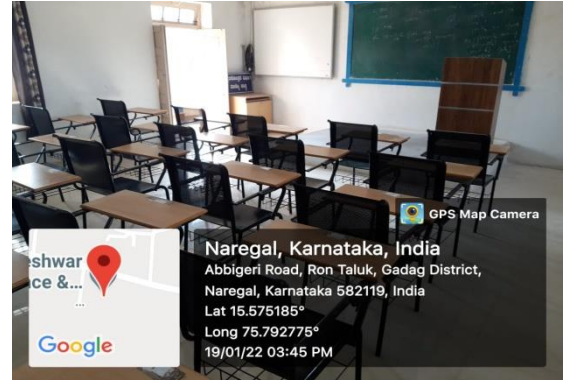 GPS Map Camera
eshwar
ce &...
...
Google
Naregal, Karnataka, India
Abbigeri Road, Ron Taluk, Gadag District,
Naregal, Karnataka 582119, India
Lat 15.575185°
Long 75.792775°
19/01/22 03:45 PM